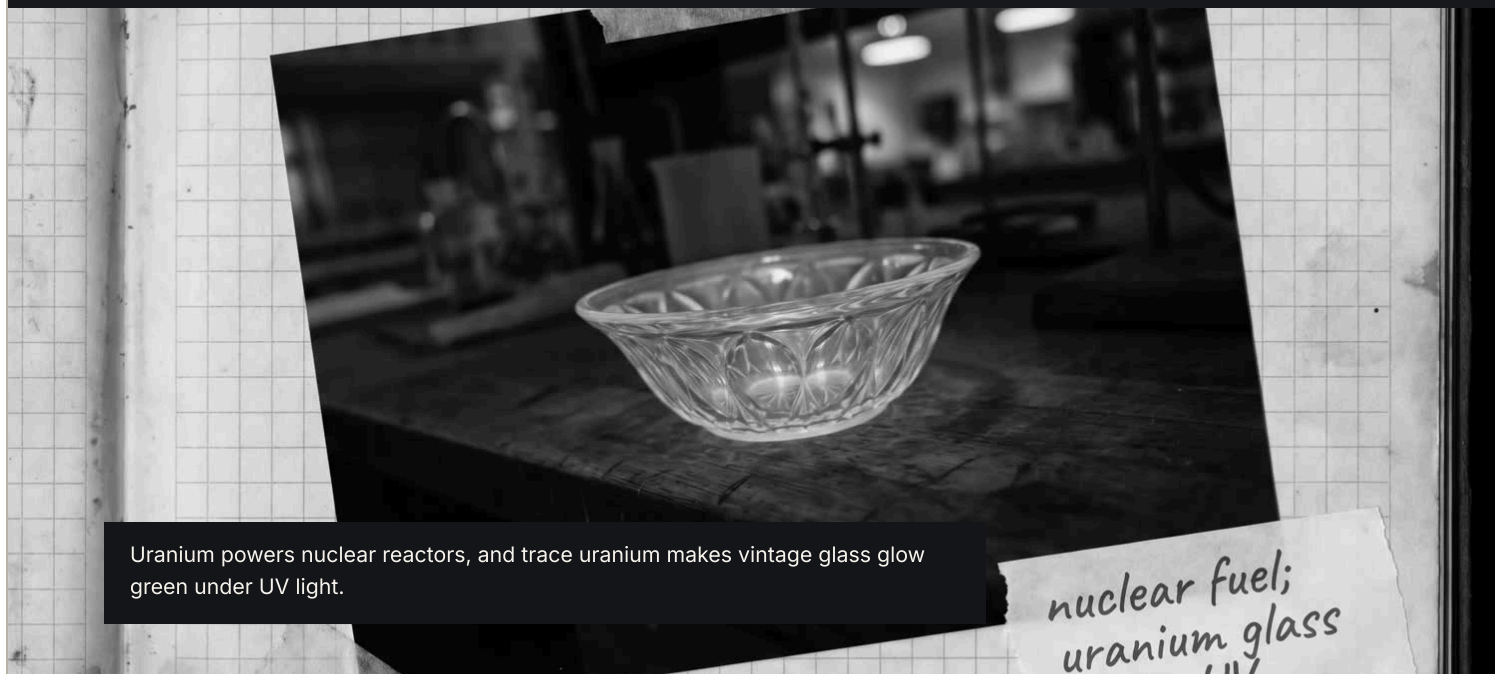 Uranium powers nuclear reactors, and trace uranium makes vintage glass glow
green under UV light.
nuclear fuel;
uranium glass
UV